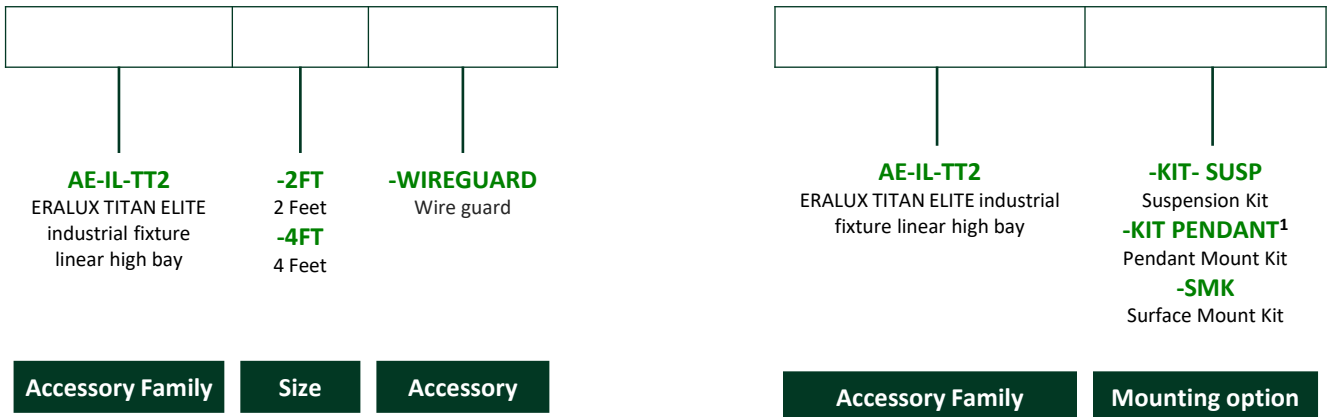 AE-IL-TT2
ERALUX TITAN ELITE
industrial fixture
linear high bay
-2FT
2 Feet
-4FT
4 Feet
-WIREGUARD
Wire guard
Accessory Family
Size
Accessory
AE-IL-TT2
ERALUX TITAN ELITE industrial
fixture linear high bay
-KIT- SUSP
Suspension Kit
-KIT PENDANT¹
Pendant Mount Kit
-SMK
Surface Mount Kit
Accessory Family
Mounting option